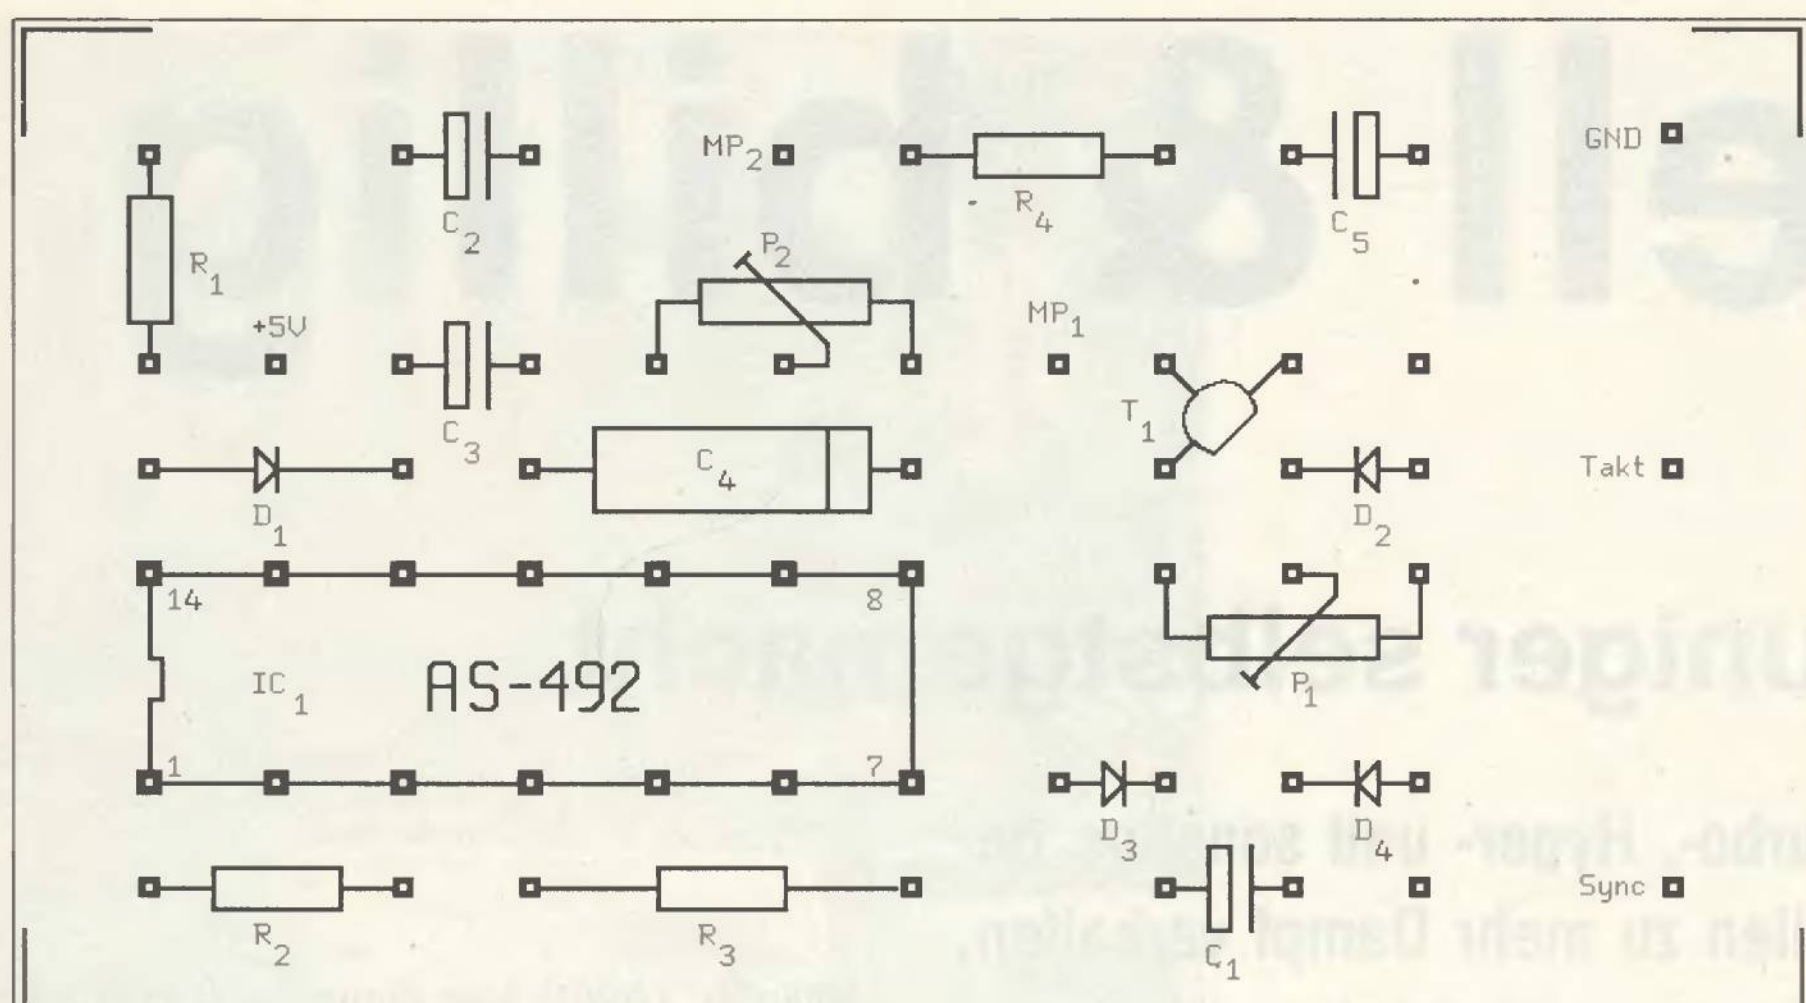 MP2
GND
R4
C2
C5
P2
R1
+5V
MP1
T1
C3
C4
Takt
D1
D2
14
8
IC1
AS-492
P1
1
7
D3
D4
Sync
R2
R3
C1